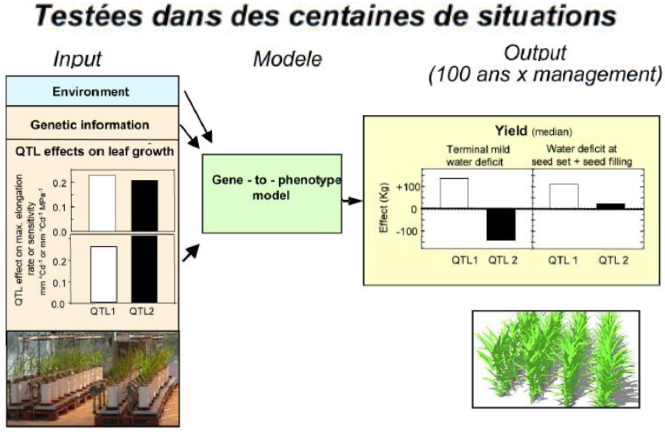 Testées dans des centaines de situations
Input
Modele
Output
(100 ans x management)
Environment
Genetic information
QTL effects on leaf growth
QTL effect on max. elongation
rate or sensitivity
mm °Cd⁻¹ or mm °Cd⁻¹ MPa⁻¹
0.2
0.1
0.0
0.2
0.1
0.0
QTL1
QTL2
Gene - to - phenotype
model
Yield (median)
Terminal mild
water deficit
Water deficit at
seed set + seed filling
Effect (Kg)
+100
0
-100
QTL1
QTL 2
QTL 1
QTL 2